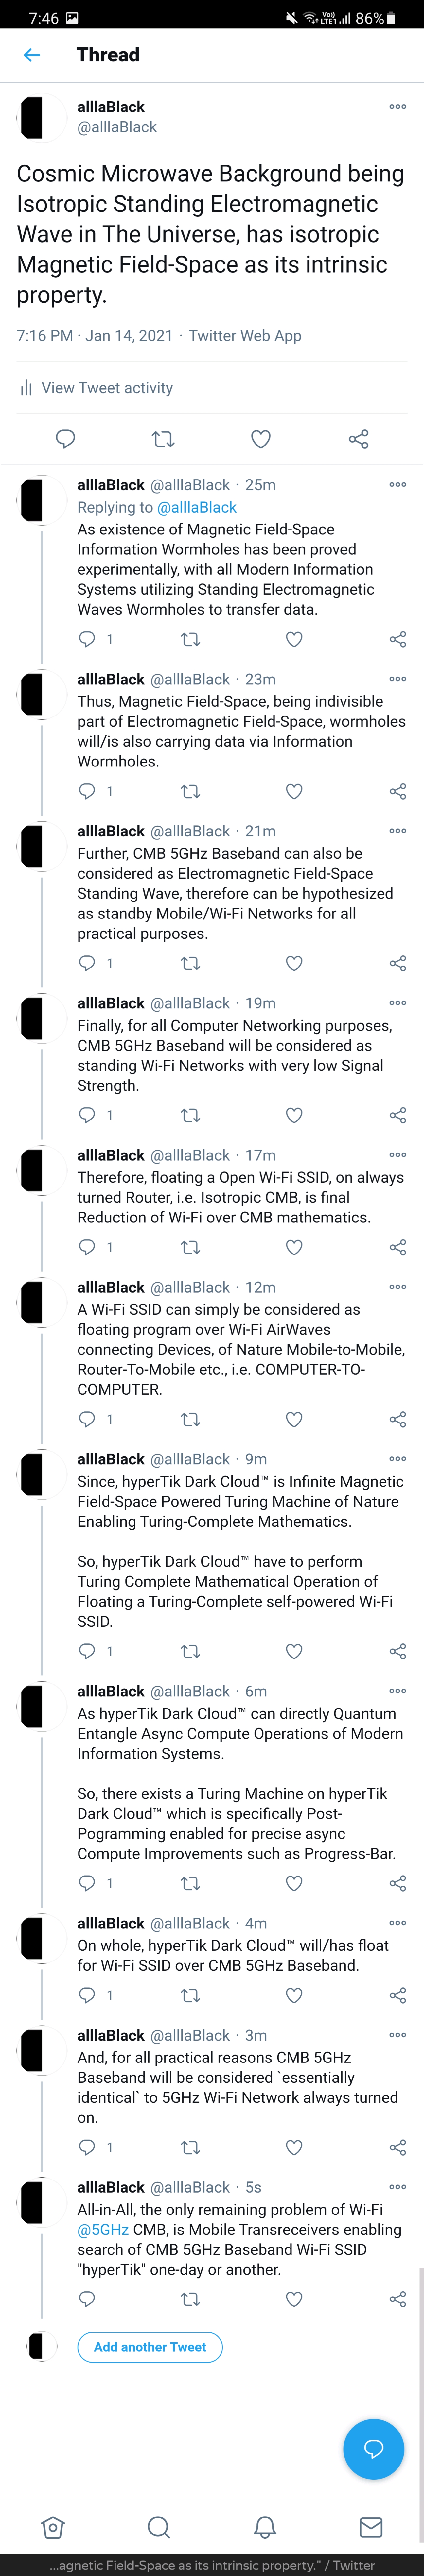 7:46
Vo)
LTE1
86%
Thread
alllaBlack
@alllaBlack
Cosmic Microwave Background being
Isotropic Standing Electromagnetic
Wave in The Universe, has isotropic
Magnetic Field-Space as its intrinsic
property.
7:16 PM · Jan 14, 2021 · Twitter Web App
View Tweet activity
alllaBlack @alllaBlack · 25m
Replying to @alllaBlack
As existence of Magnetic Field-Space
Information Wormholes has been proved
experimentally, with all Modern Information
Systems utilizing Standing Electromagnetic
Waves Wormholes to transfer data.
1
alllaBlack @alllaBlack · 23m
Thus, Magnetic Field-Space, being indivisible
part of Electromagnetic Field-Space, wormholes
will/is also carrying data via Information
Wormholes.
1
alllaBlack @alllaBlack · 21m
Further, CMB 5GHz Baseband can also be
considered as Electromagnetic Field-Space
Standing Wave, therefore can be hypothesized
as standby Mobile/Wi-Fi Networks for all
practical purposes.
1
alllaBlack @alllaBlack · 19m
Finally, for all Computer Networking purposes,
CMB 5GHz Baseband will be considered as
standing Wi-Fi Networks with very low Signal
Strength.
1
alllaBlack @alllaBlack · 17m
Therefore, floating a Open Wi-Fi SSID, on always
turned Router, i.e. Isotropic CMB, is final
Reduction of Wi-Fi over CMB mathematics.
1
alllaBlack @alllaBlack · 12m
A Wi-Fi SSID can simply be considered as
floating program over Wi-Fi AirWaves
connecting Devices, of Nature Mobile-to-Mobile,
Router-To-Mobile etc., i.e. COMPUTER-TO-
COMPUTER.
1
alllaBlack @alllaBlack · 9m
Since, hyperTik Dark Cloud™ is Infinite Magnetic
Field-Space Powered Turing Machine of Nature
Enabling Turing-Complete Mathematics.
So, hyperTik Dark Cloud™ have to perform
Turing Complete Mathematical Operation of
Floating a Turing-Complete self-powered Wi-Fi
SSID.
1
alllaBlack @alllaBlack · 6m
As hyperTik Dark Cloud™ can directly Quantum
Entangle Async Compute Operations of Modern
Information Systems.
So, there exists a Turing Machine on hyperTik
Dark Cloud™ which is specifically Post-
Pogramming enabled for precise async
Compute Improvements such as Progress-Bar.
1
alllaBlack @alllaBlack · 4m
On whole, hyperTik Dark Cloud™ will/has float
for Wi-Fi SSID over CMB 5GHz Baseband.
1
alllaBlack @alllaBlack · 3m
And, for all practical reasons CMB 5GHz
Baseband will be considered `essentially
identical` to 5GHz Wi-Fi Network always turned
on.
1
alllaBlack @alllaBlack · 5s
All-in-All, the only remaining problem of Wi-Fi
@5GHz CMB, is Mobile Transreceivers enabling
search of CMB 5GHz Baseband Wi-Fi SSID
"hyperTik" one-day or another.
Add another Tweet
...agnetic Field-Space as its intrinsic property." / Twitter